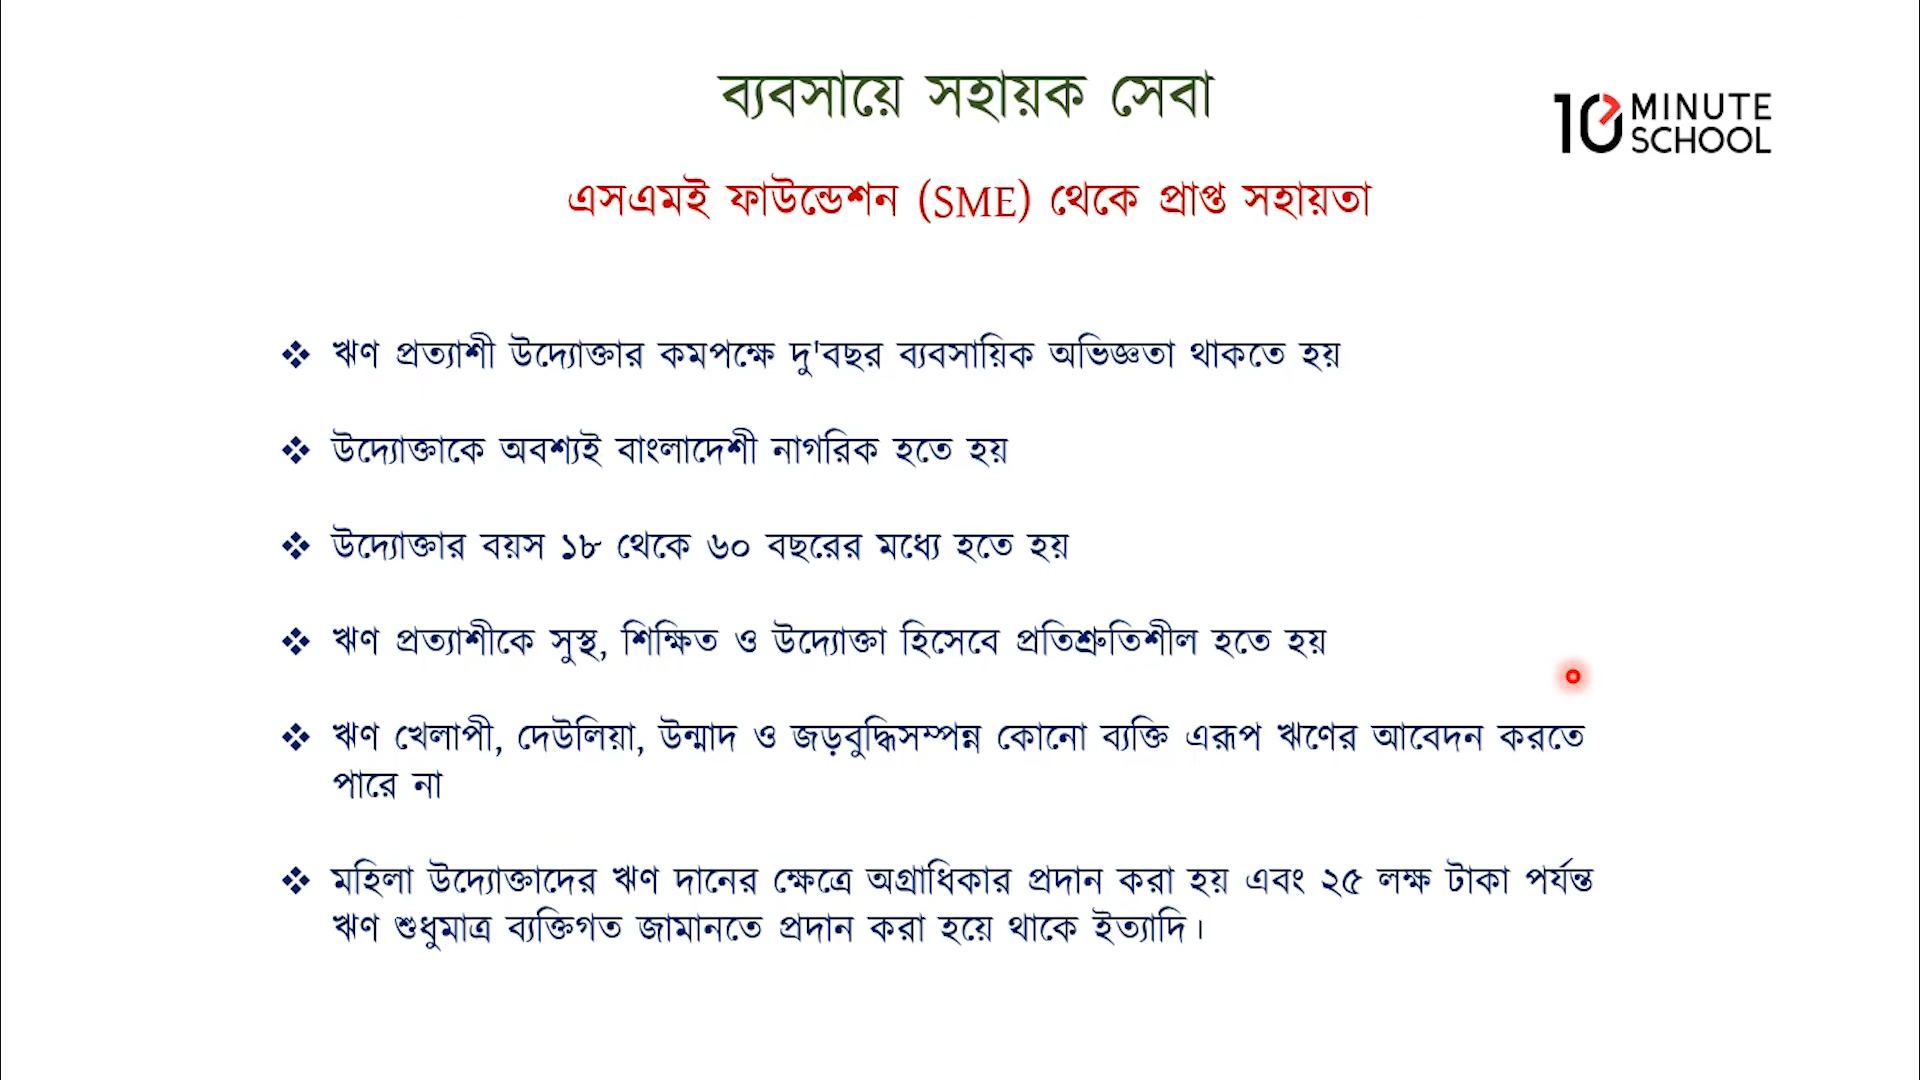 ব্যবসায়ে সহায়ক সেবা
10 MINUTE SCHOOL
এসএমই ফাউন্ডেশন (SME) থেকে প্রাপ্ত সহায়তা
❖ ঋণ প্রত্যাশী উদ্যোক্তার কমপক্ষে দু'বছর ব্যবসায়িক অভিজ্ঞতা থাকতে হয়
❖ উদ্যোক্তাকে অবশ্যই বাংলাদেশী নাগরিক হতে হয়
❖ উদ্যোক্তার বয়স ১৮ থেকে ৬০ বছরের মধ্যে হতে হয়
❖ ঋণ প্রত্যাশীকে সুস্থ, শিক্ষিত ও উদ্যোক্তা হিসেবে প্রতিশ্রুতিশীল হতে হয়
❖ ঋণ খেলাপী, দেউলিয়া, উন্মাদ ও জড়বুদ্ধিসম্পন্ন কোনো ব্যক্তি এরূপ ঋণের আবেদন করতে
পারে না
❖ মহিলা উদ্যোক্তাদের ঋণ দানের ক্ষেত্রে অগ্রাধিকার প্রদান করা হয় এবং ২৫ লক্ষ টাকা পর্যন্ত
ঋণ শুধুমাত্র ব্যক্তিগত জামানতে প্রদান করা হয়ে থাকে ইত্যাদি।